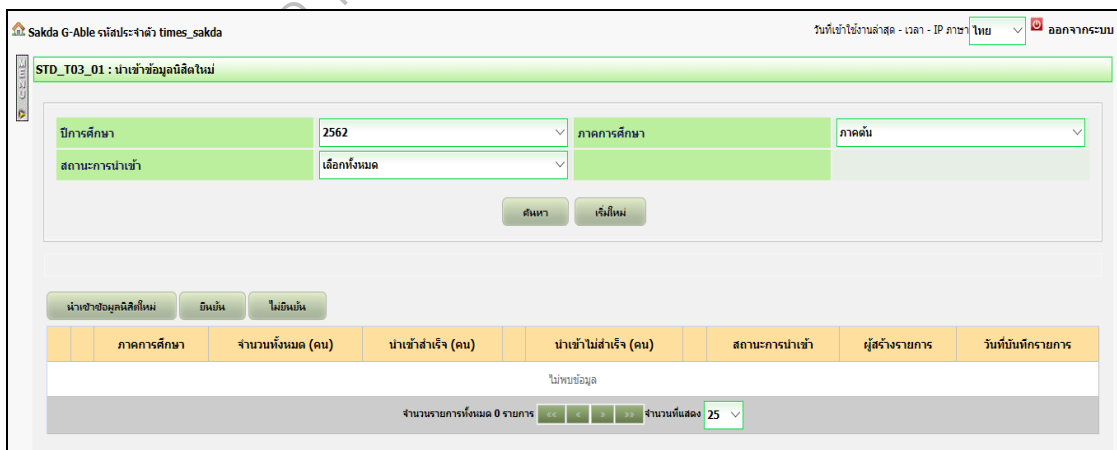 Sakda G-Able รหัสประจำตัว times_sakda
วันที่เข้าใช้งานล่าสุด - เวลา - IP ภาษา ไทย ออกจากระบบ
MENU
STD_T03_01 : นำเข้าข้อมูลนิสิตใหม่
ปีการศึกษา 2562 ภาคการศึกษา ภาคต้น
สถานะการนำเข้า เลือกทั้งหมด
ค้นหา เริ่มใหม่
นำเข้าข้อมูลนิสิตใหม่ ยืนยัน ไม่ยืนยัน
ภาคการศึกษา จำนวนทั้งหมด (คน) นำเข้าสำเร็จ (คน) นำเข้าไม่สำเร็จ (คน) สถานะการนำเข้า ผู้สร้างรายการ วันที่บันทึกรายการ
ไม่พบข้อมูล
จำนวนรายการทั้งหมด 0 รายการ << < > >> จำนวนที่แสดง 25